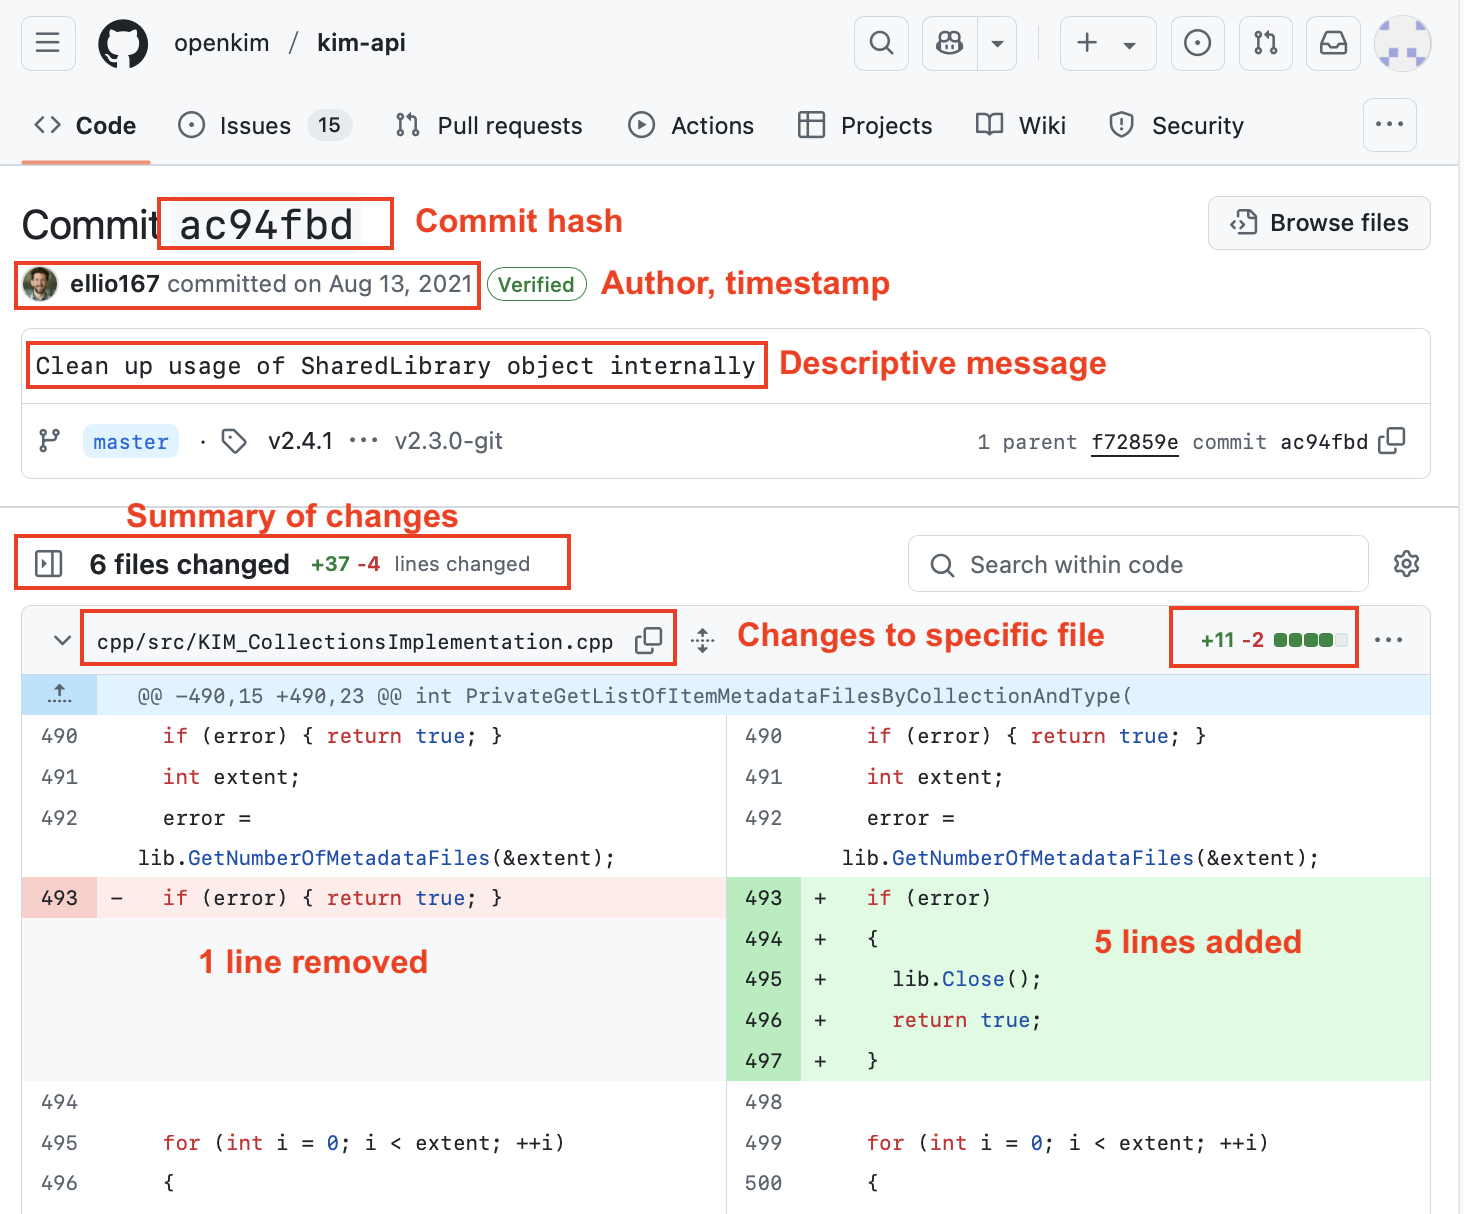 openkim / kim-api
Code Issues 15 Pull requests Actions Projects Wiki Security
Commit ac94fbd Commit hash Browse files
ellio167 committed on Aug 13, 2021 Verified Author, timestamp
Clean up usage of SharedLibrary object internally Descriptive message
master · v2.4.1 ··· v2.3.0-git 1 parent f72859e commit ac94fbd
Summary of changes
6 files changed +37 -4 lines changed Search within code
cpp/src/KIM_CollectionsImplementation.cpp Changes to specific file +11 -2
@@ -490,15 +490,23 @@ int PrivateGetListOfItemMetadataFilesByCollectionAndType(
490 if (error) { return true; } 490 if (error) { return true; }
491 int extent; 491 int extent;
492 error = 492 error =
lib.GetNumberOfMetadataFiles(&extent); lib.GetNumberOfMetadataFiles(&extent);
493 - if (error) { return true; } 493 + if (error)
494 + {
1 line removed 5 lines added
495 + lib.Close();
496 + return true;
497 + }
494 498
495 for (int i = 0; i < extent; ++i) 499 for (int i = 0; i < extent; ++i)
496 { 500 {